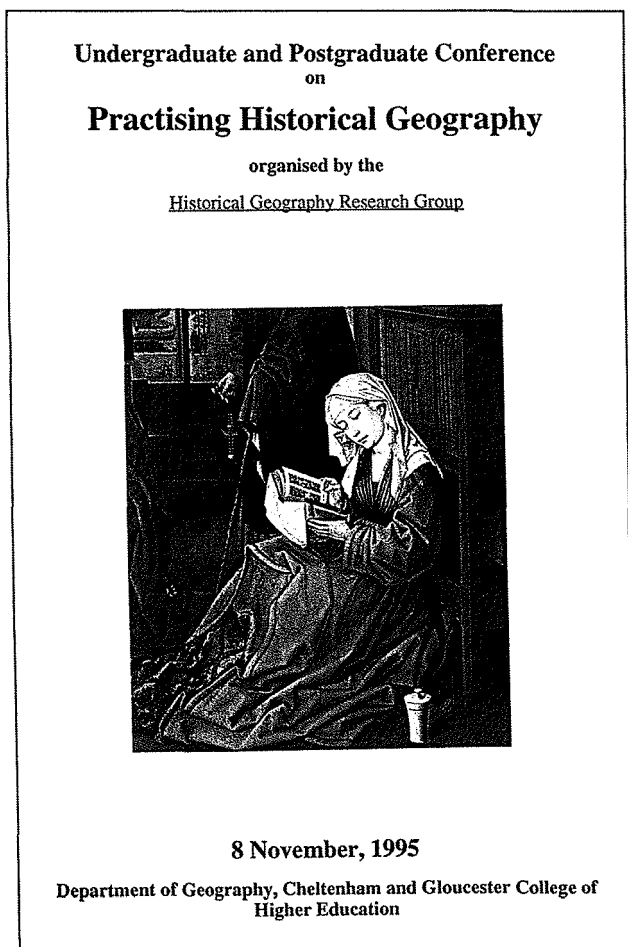 Undergraduate and Postgraduate Conference
on
Practising Historical Geography
organised by the
Historical Geography Research Group
8 November, 1995
Department of Geography, Cheltenham and Gloucester College of
Higher Education